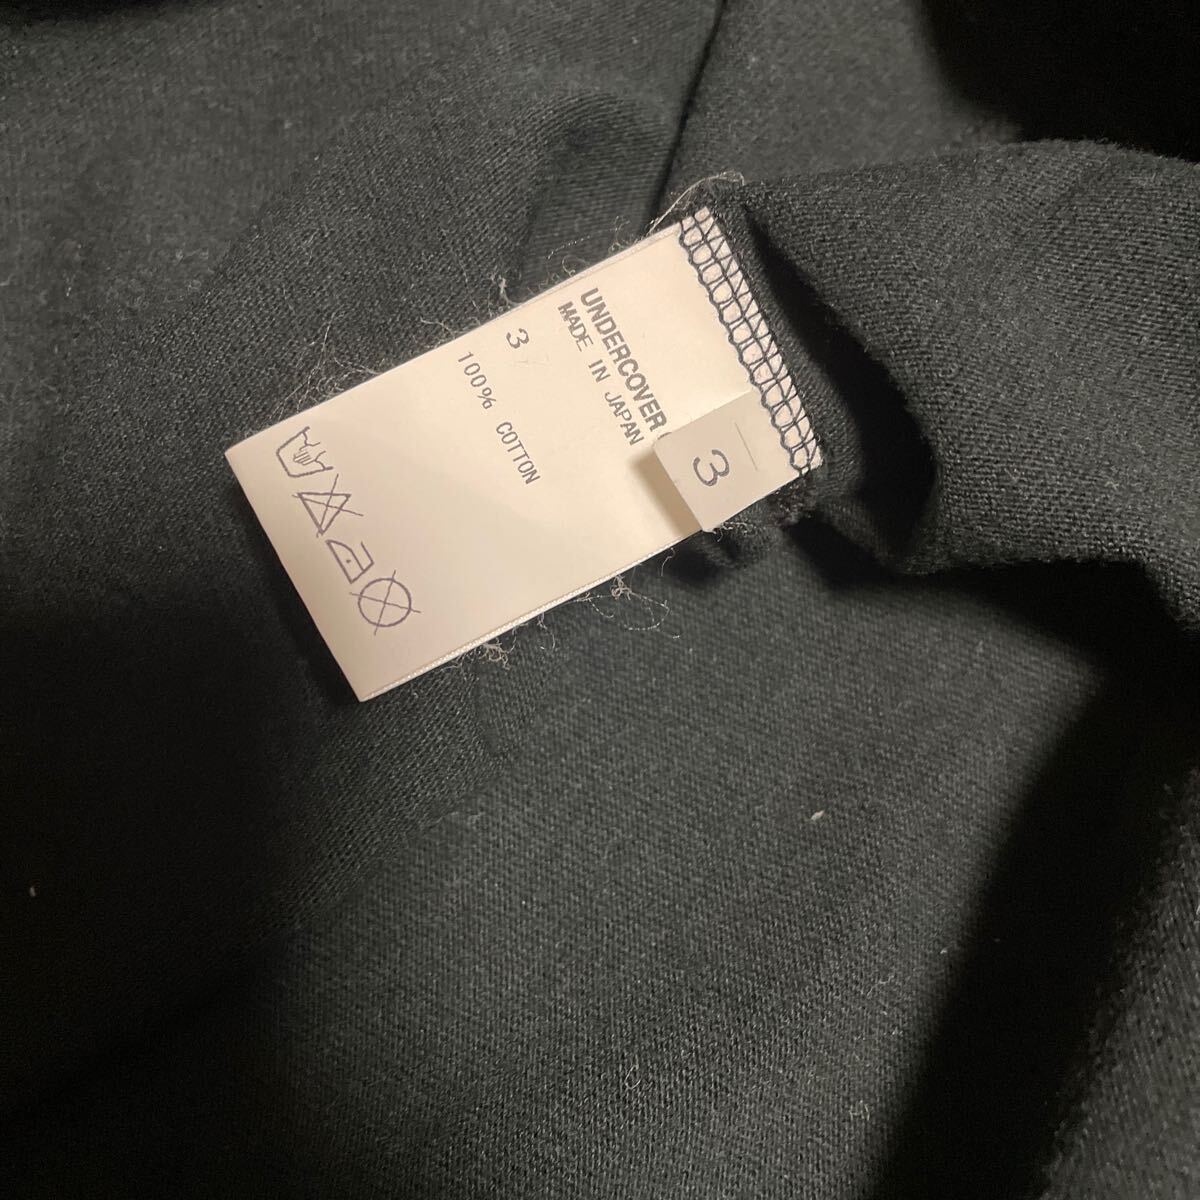 UNDERCOVER
MADE IN JAPAN
3
3
100% COTTON